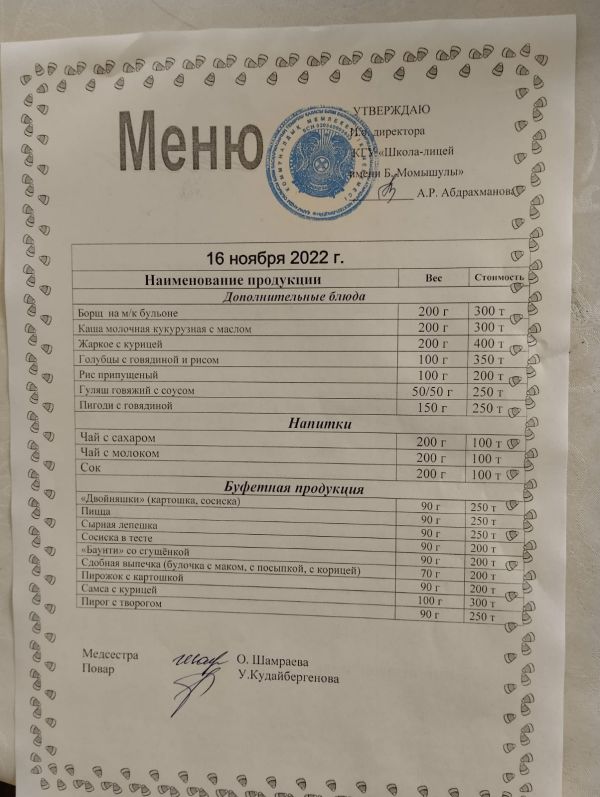 УТВЕРЖДАЮ
Меню
директора
КГУ «Школа-лицей
имени Б. Момышулы»
А.Р. Абдрахманова
16 ноября 2022 г.
Наименование продукции Вес Стоимость
Дополнительные блюда
Борщ на м/к бульоне 200 г 300 т
Каша молочная кукурузная с маслом 200 г 300 т
Жаркое с курицей 200 г 400 т
Голубцы с говядиной и рисом 100 г 350 т
Рис припущеный 100 г 200 т
Гуляш говяжий с соусом 50/50 г 250 т
Пигоди с говядиной 150 г 250 т
Напитки
Чай с сахаром 200 г 100 т
Чай с молоком 200 г 100 т
Сок 200 г 100 т
Буфетная продукция
«Двойняшки» (картошка, сосиска) 90 г 250 т
Пицца 90 г 250 т
Сырная лепешка 90 г 250 т
Сосиска в тесте 90 г 200 т
«Баунти» со сгущёнкой 90 г 200 т
Сдобная выпечка (булочка с маком, с посыпкой, с корицей) 70 г 200 т
Пирожок с картошкой 90 г 200 т
Самса с курицей 100 г 300 т
Пирог с творогом 90 г 250 т
Медсестра О. Шамраева
Повар У.Кудайбергенова